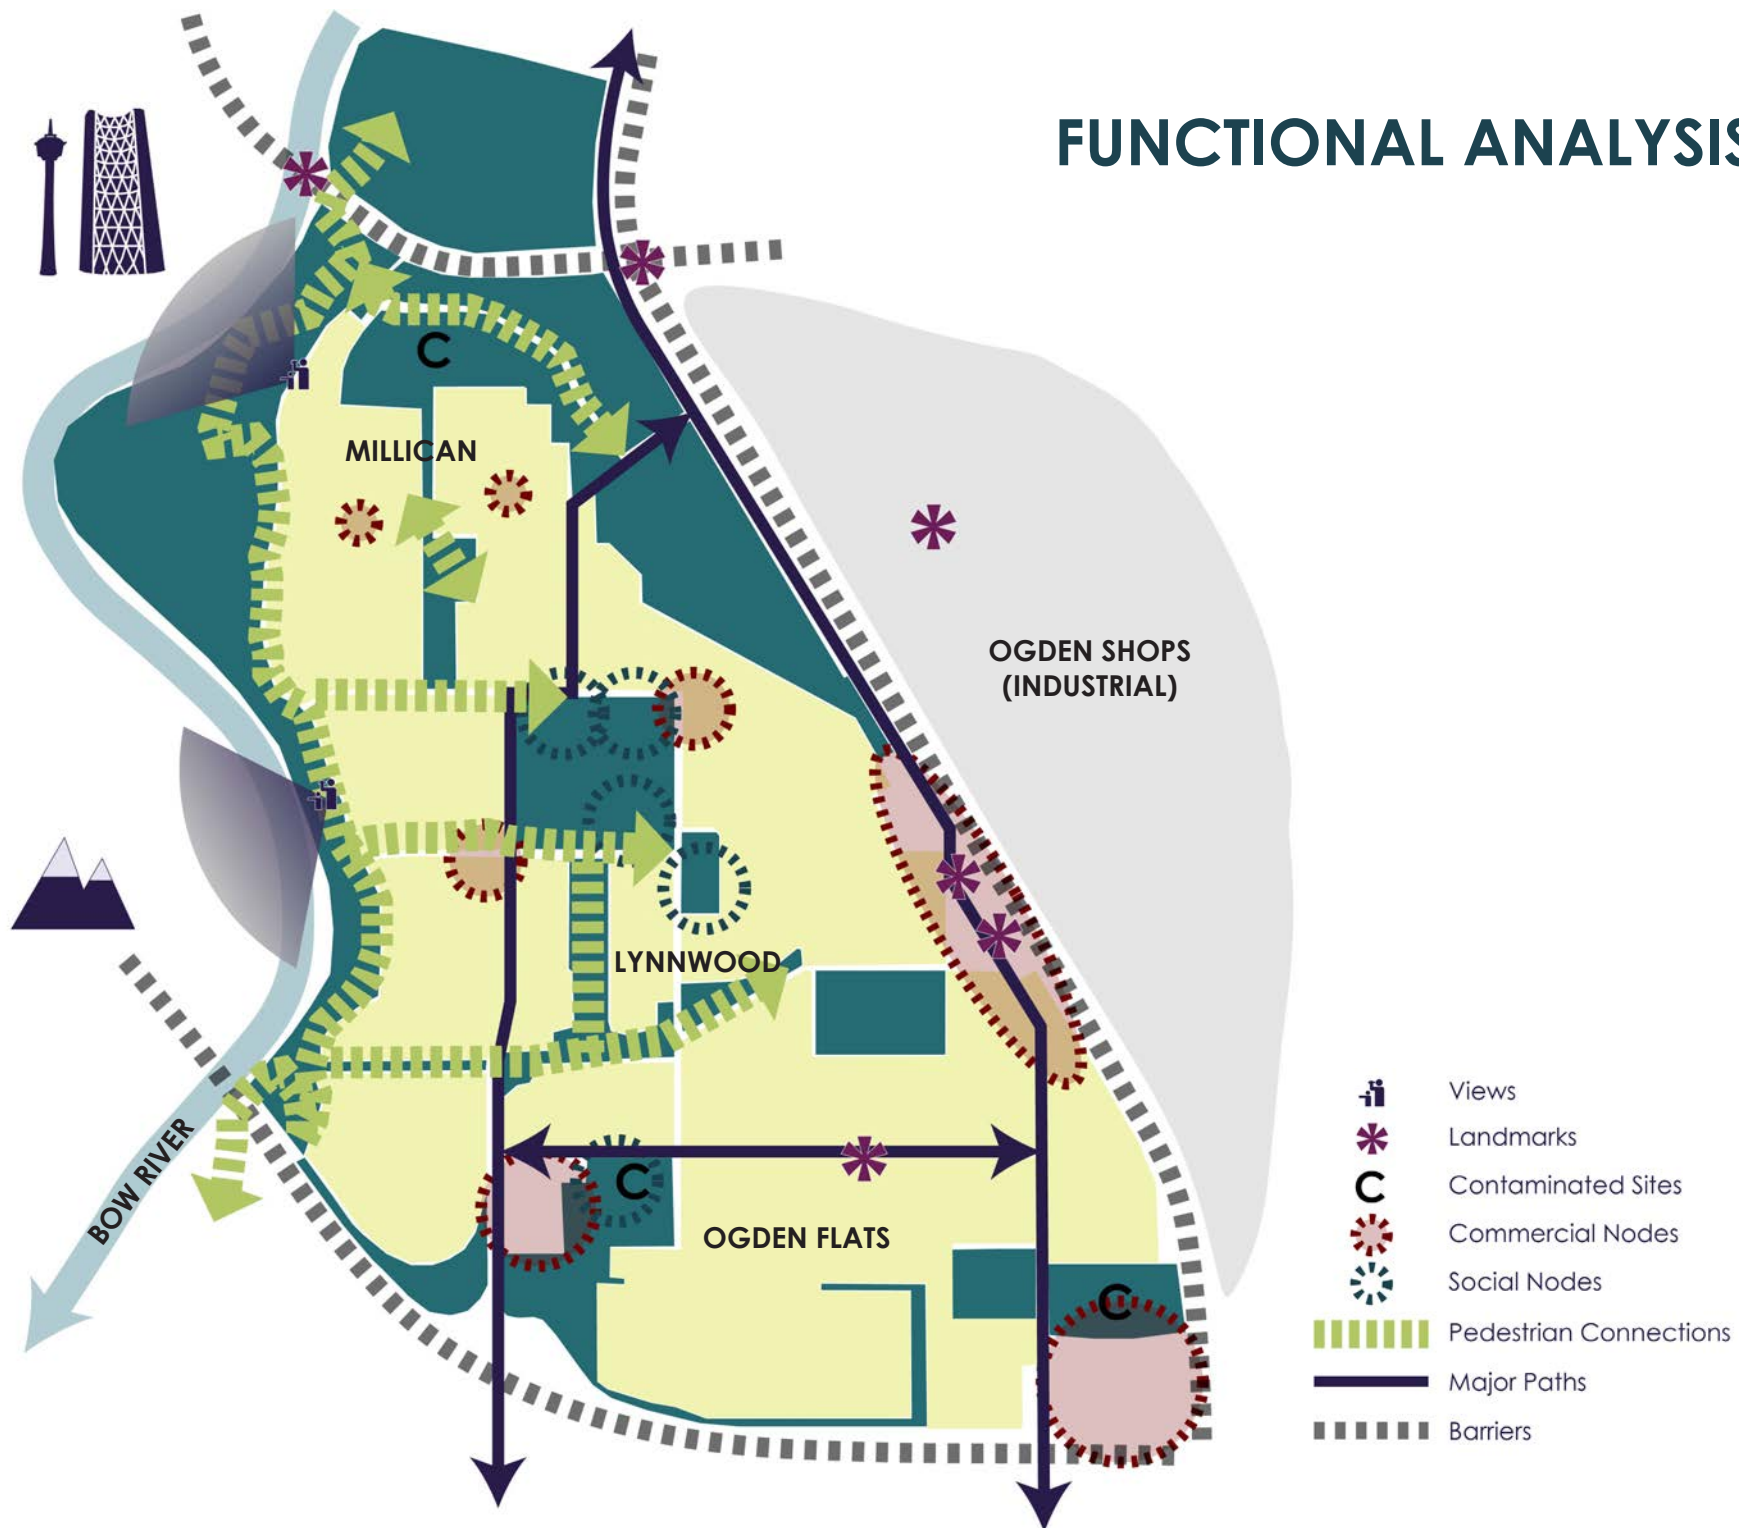 FUNCTIONAL ANALYSIS
C
MILLICAN
OGDEN SHOPS
(INDUSTRIAL)
LYNNWOOD
BOW RIVER
C
OGDEN FLATS
C
Views
Landmarks
C Contaminated Sites
Commercial Nodes
Social Nodes
Pedestrian Connections
Major Paths
Barriers